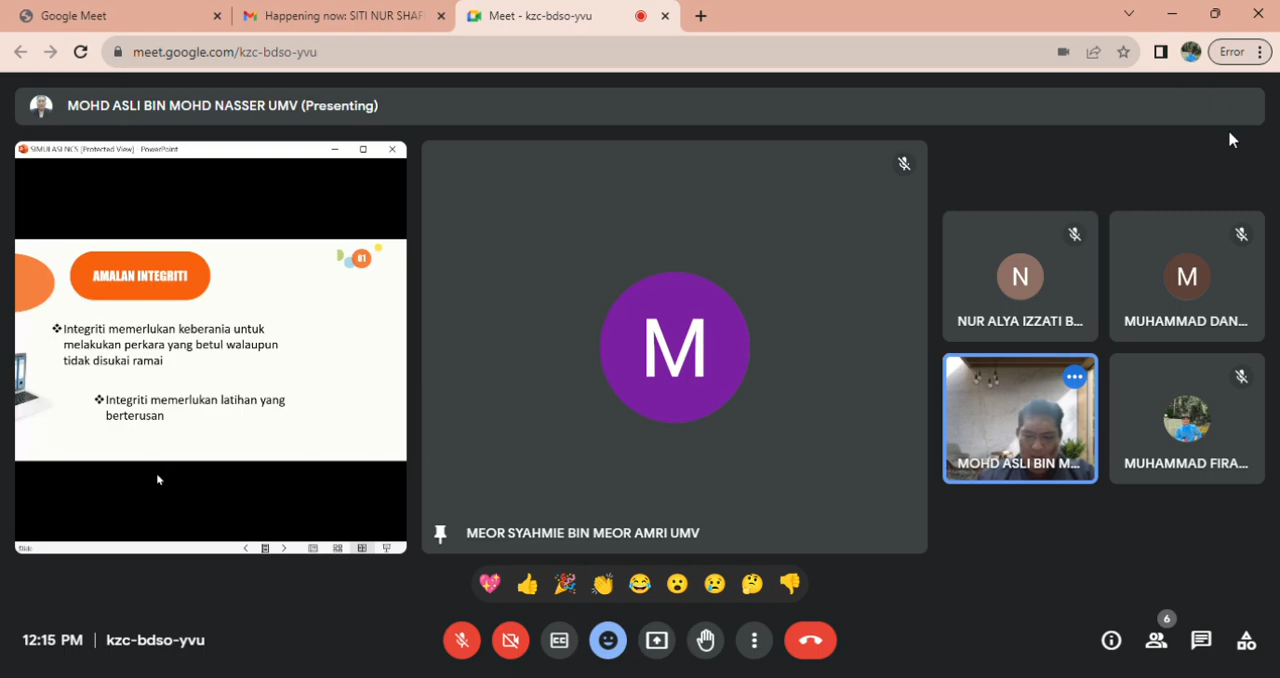 Google Meet
Happening now: SITI NUR SHAF
Meet - kzc-bdso-yvu
meet.google.com/kzc-bdso-yvu
Error
MOHD ASLI BIN MOHD NASSER UMV (Presenting)
SIMULASI NCS [Protected View] - PowerPoint
01
AMALAN INTEGRITI
Integriti memerlukan keberania untuk
melakukan perkara yang betul walaupun
tidak disukai ramai
Integriti memerlukan latihan yang
berterusan
Slide
M
MEOR SYAHMIE BIN MEOR AMRI UMV
N
NUR ALYA IZZATI B...
M
MUHAMMAD DAN...
MOHD ASLI BIN M...
MUHAMMAD FIRA...
12:15 PM | kzc-bdso-yvu
6